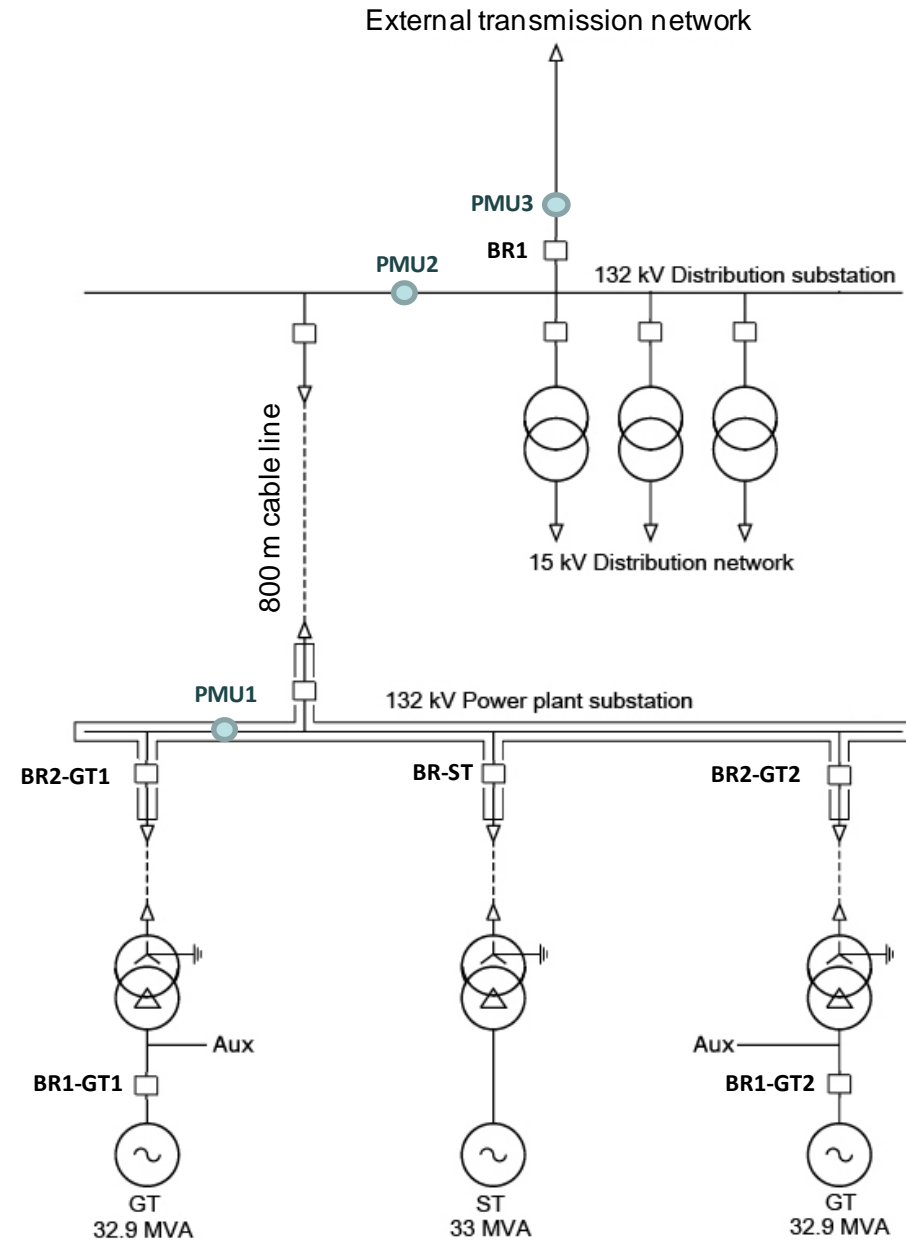 External transmission network
PMU3
BR1
PMU2
132 kV Distribution substation
800 m cable line
15 kV Distribution network
PMU1
132 kV Power plant substation
BR2-GT1
BR-ST
BR2-GT2
Aux
Aux
BR1-GT1
BR1-GT2
GT
32.9 MVA
ST
33 MVA
GT
32.9 MVA